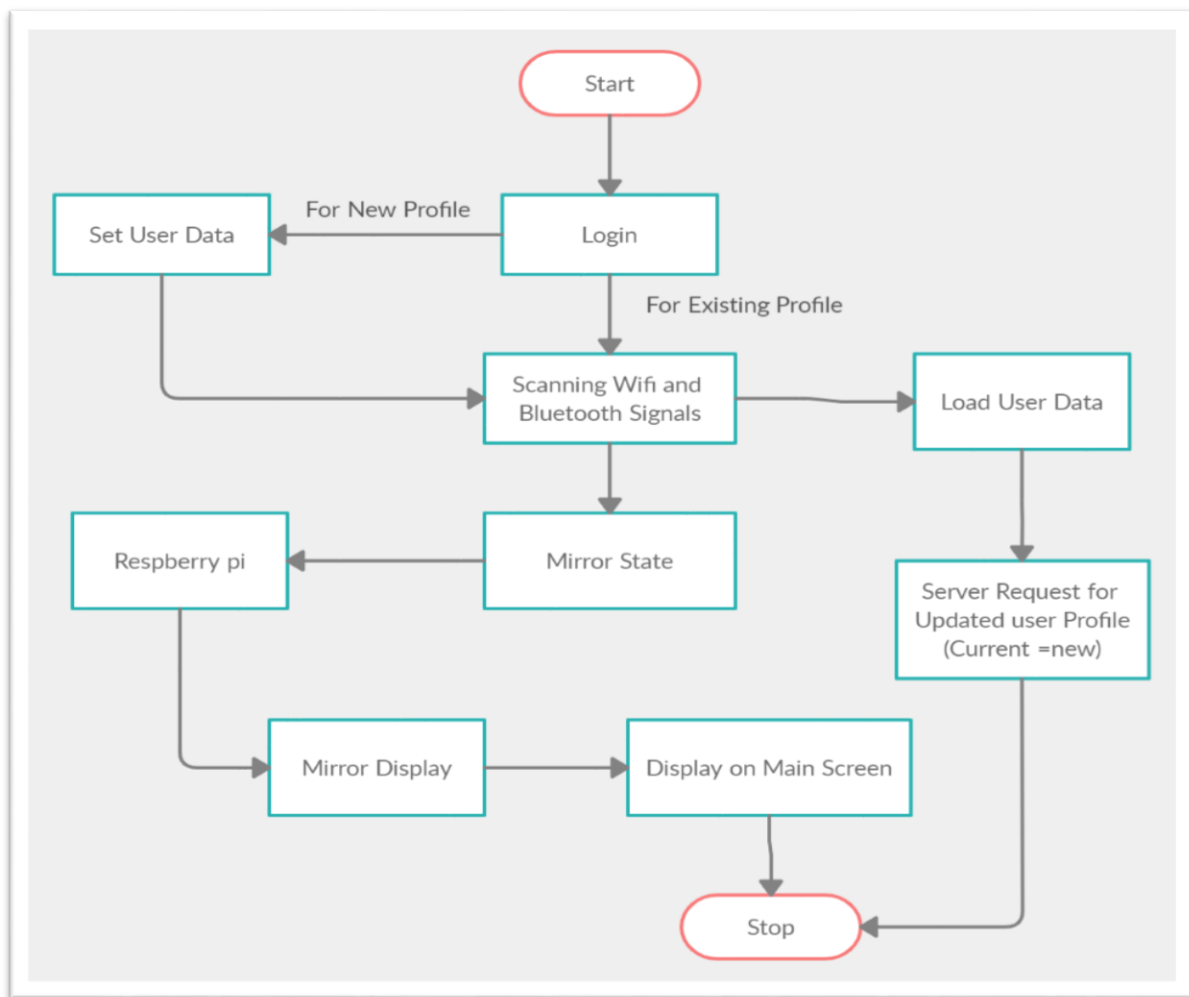 Start
For New Profile
Set User Data
Login
For Existing Profile
Scanning Wifi and
Bluetooth Signals
Load User Data
Respberry pi
Mirror State
Server Request for
Updated user Profile
(Current =new)
Mirror Display
Display on Main Screen
Stop